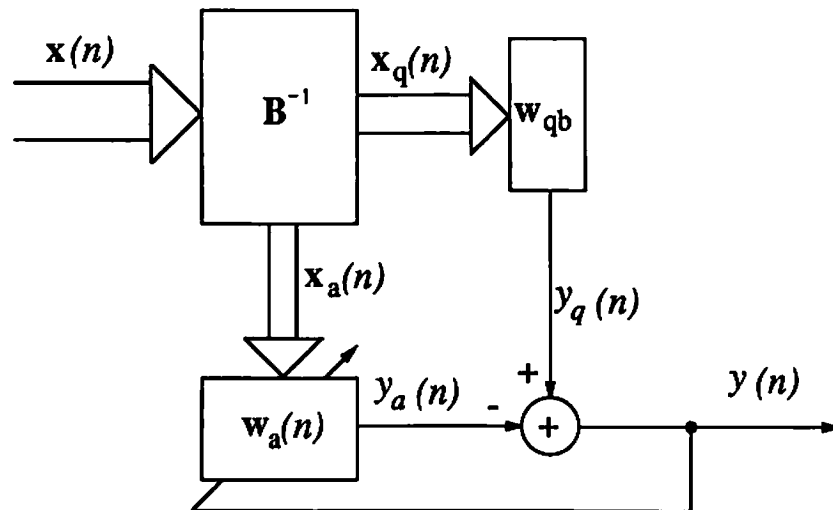 x(n)
B⁻¹
x_q(n)
w_qb
x_a(n)
y_q (n)
w_a(n)
y_a (n)
-
+
+
y (n)